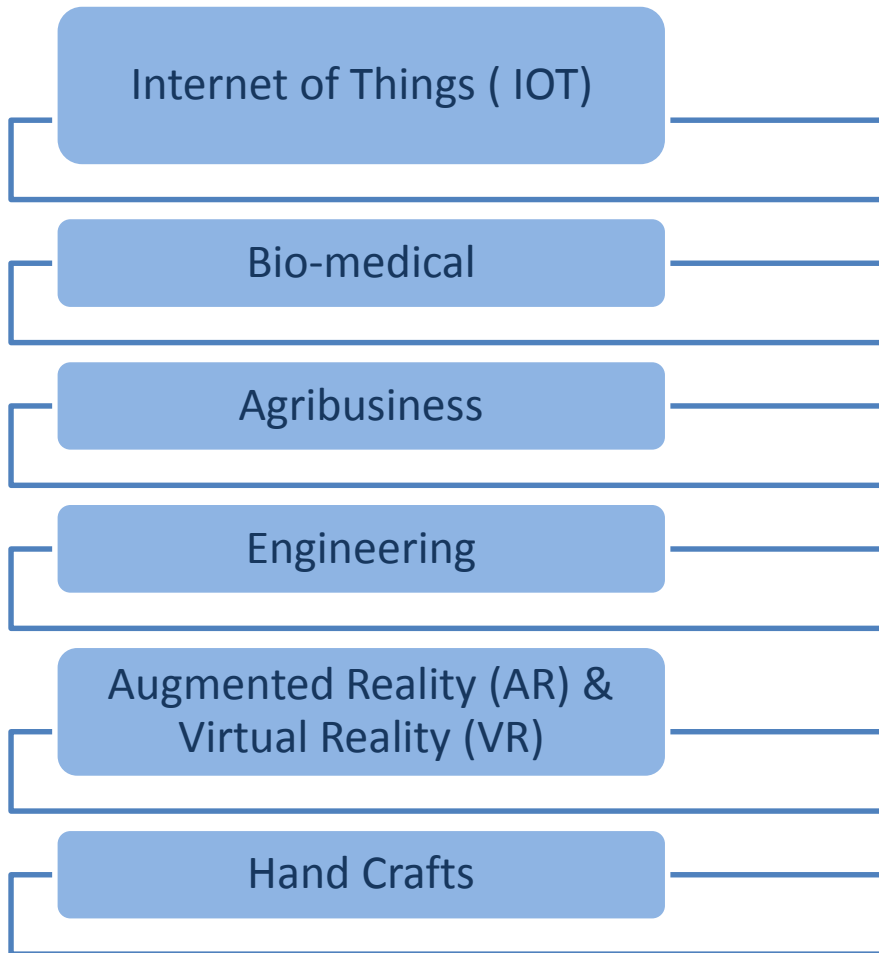 Internet of Things ( IOT)
Bio-medical
Agribusiness
Engineering
Augmented Reality (AR) &
Virtual Reality (VR)
Hand Crafts